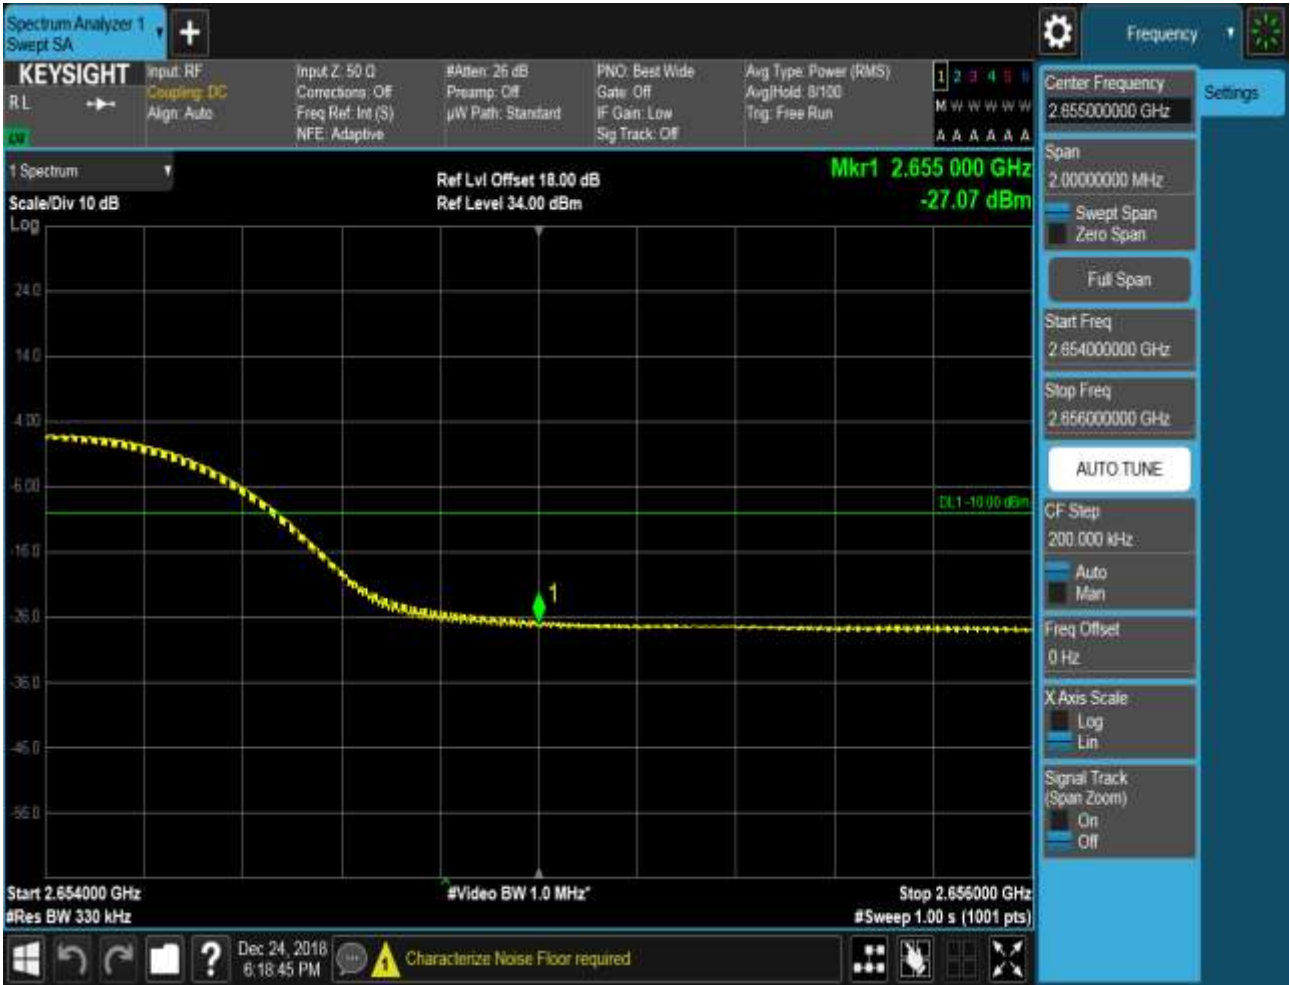 Spectrum Analyzer 1
Swept SA
+
Frequency
KEYSIGHT
RL
Input: RF
Coupling: DC
Align: Auto
Input Z: 50 Ω
Corrections: Off
Freq Ref: Int (S)
NFE: Adaptive
#Atten: 26 dB
Preamp: Off
µW Path: Standard
PNO: Best Wide
Gate: Off
IF Gain: Low
Sig Track: Off
Avg Type: Power (RMS)
Avg|Hold: 8/100
Trig: Free Run
1 2 3 4 5 6
M W W W W W
A A A A A A
1 Spectrum
Scale/Div 10 dB
Log
Ref Lvl Offset 18.00 dB
Ref Level 34.00 dBm
Mkr1 2.655 000 GHz
-27.07 dBm
24.0
14.0
4.00
-6.00
-16.0
-26.0
-36.0
-46.0
-56.0
DL1 -10.00 dBm
1
Start 2.654000 GHz
#Res BW 330 kHz
#Video BW 1.0 MHz*
Stop 2.656000 GHz
#Sweep 1.00 s (1001 pts)
Center Frequency
2.655000000 GHz
Settings
Span
2.00000000 MHz
Swept Span
Zero Span
Full Span
Start Freq
2.654000000 GHz
Stop Freq
2.656000000 GHz
AUTO TUNE
CF Step
200.000 kHz
Auto
Man
Freq Offset
0 Hz
X Axis Scale
Log
Lin
Signal Track
(Span Zoom)
On
Off
?
Dec 24, 2018
6:18:45 PM
1
Characterize Noise Floor required